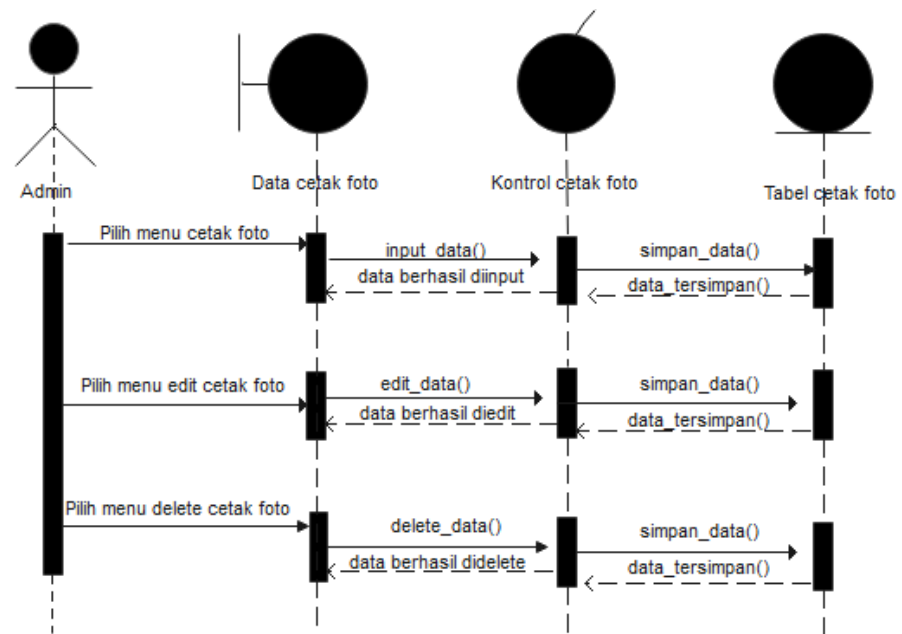 Admin
Data cetak foto
Kontrol cetak foto
Tabel cetak foto
Pilih menu cetak foto
input_data()
simpan_data()
data berhasil diinput
data_tersimpan()
Pilih menu edit cetak foto
edit_data()
simpan_data()
data berhasil diedit
data_tersimpan()
Pilih menu delete cetak foto
delete_data()
simpan_data()
data berhasil didelete
data_tersimpan()